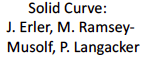 Solid Curve:
J. Erler, M. Ramsey-
Musolf, P. Langacker